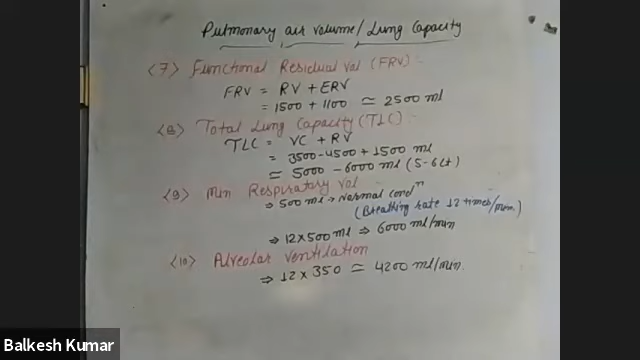 Pulmonary air volume/Lung Capacity
<7> Functional Residual Vol (FRV) -
FRV = RV + ERV
= 1500 + 1100 ≃ 2500 ml
<8> Total Lung Capacity (TLC) -
TLC = VC + RV
= 3500 - 4500 + 1500 ml
≃ 5000 - 6000 ml (5-6 Lt)
<9> Min Respiratory Vol
⇒ 500 ml → Normal condⁿ
(Breathing rate 12 times/min.)
⇒ 12 x 500 ml ⇒ 6000 ml/min
<10> Alveolar Ventilation
⇒ 12 x 350 ≃ 4200 ml/min.
Balkesh Kumar